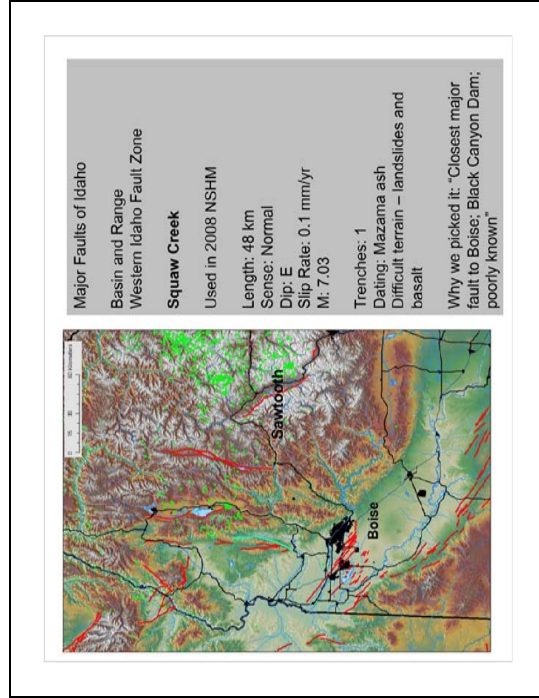 Major Faults of Idaho
Basin and Range
Western Idaho Fault Zone
Squaw Creek
Used in 2008 NSHM
Length: 48 km
Sense: Normal
Dip: E
Slip Rate: 0.1 mm/yr
M: 7.03
Trenches: 1
Dating: Mazama ash
Difficult terrain – landslides and
basalt
Why we picked it: “Closest major
fault to Boise; Black Canyon Dam;
poorly known”
Sawtooth
Boise